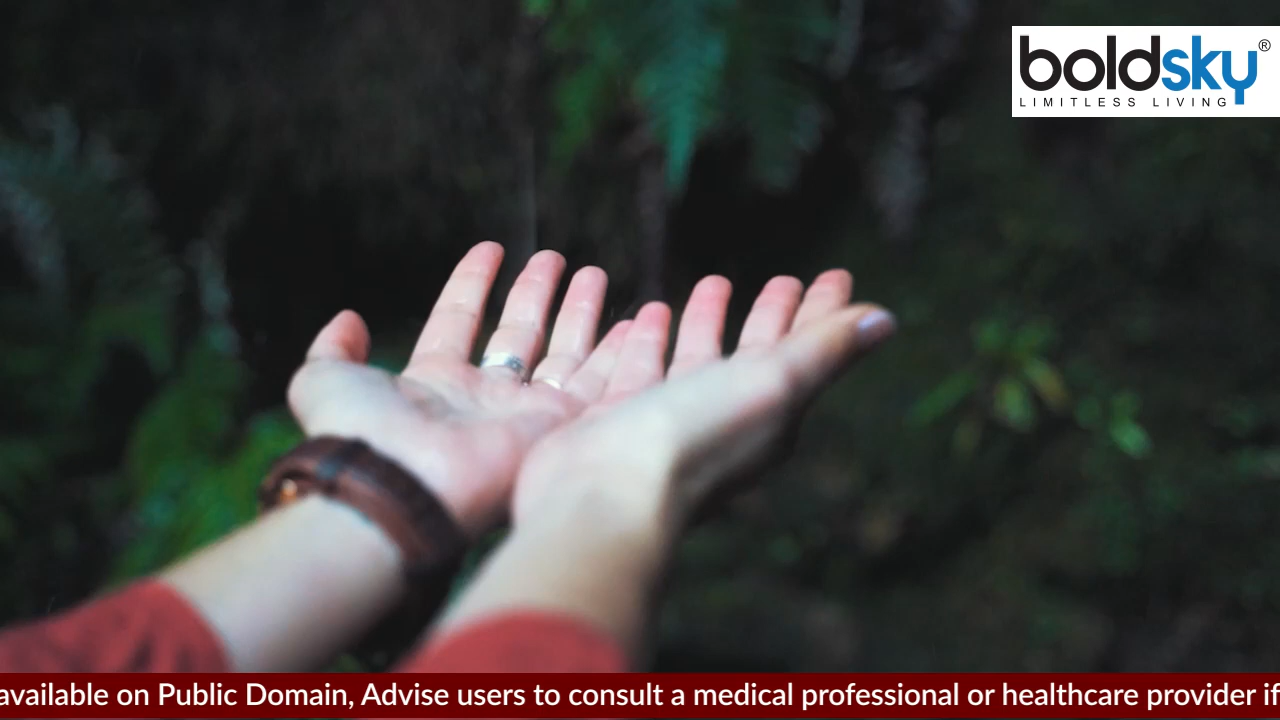 boldsky®
LIMITLESS LIVING
available on Public Domain, Advise users to consult a medical professional or healthcare provider if